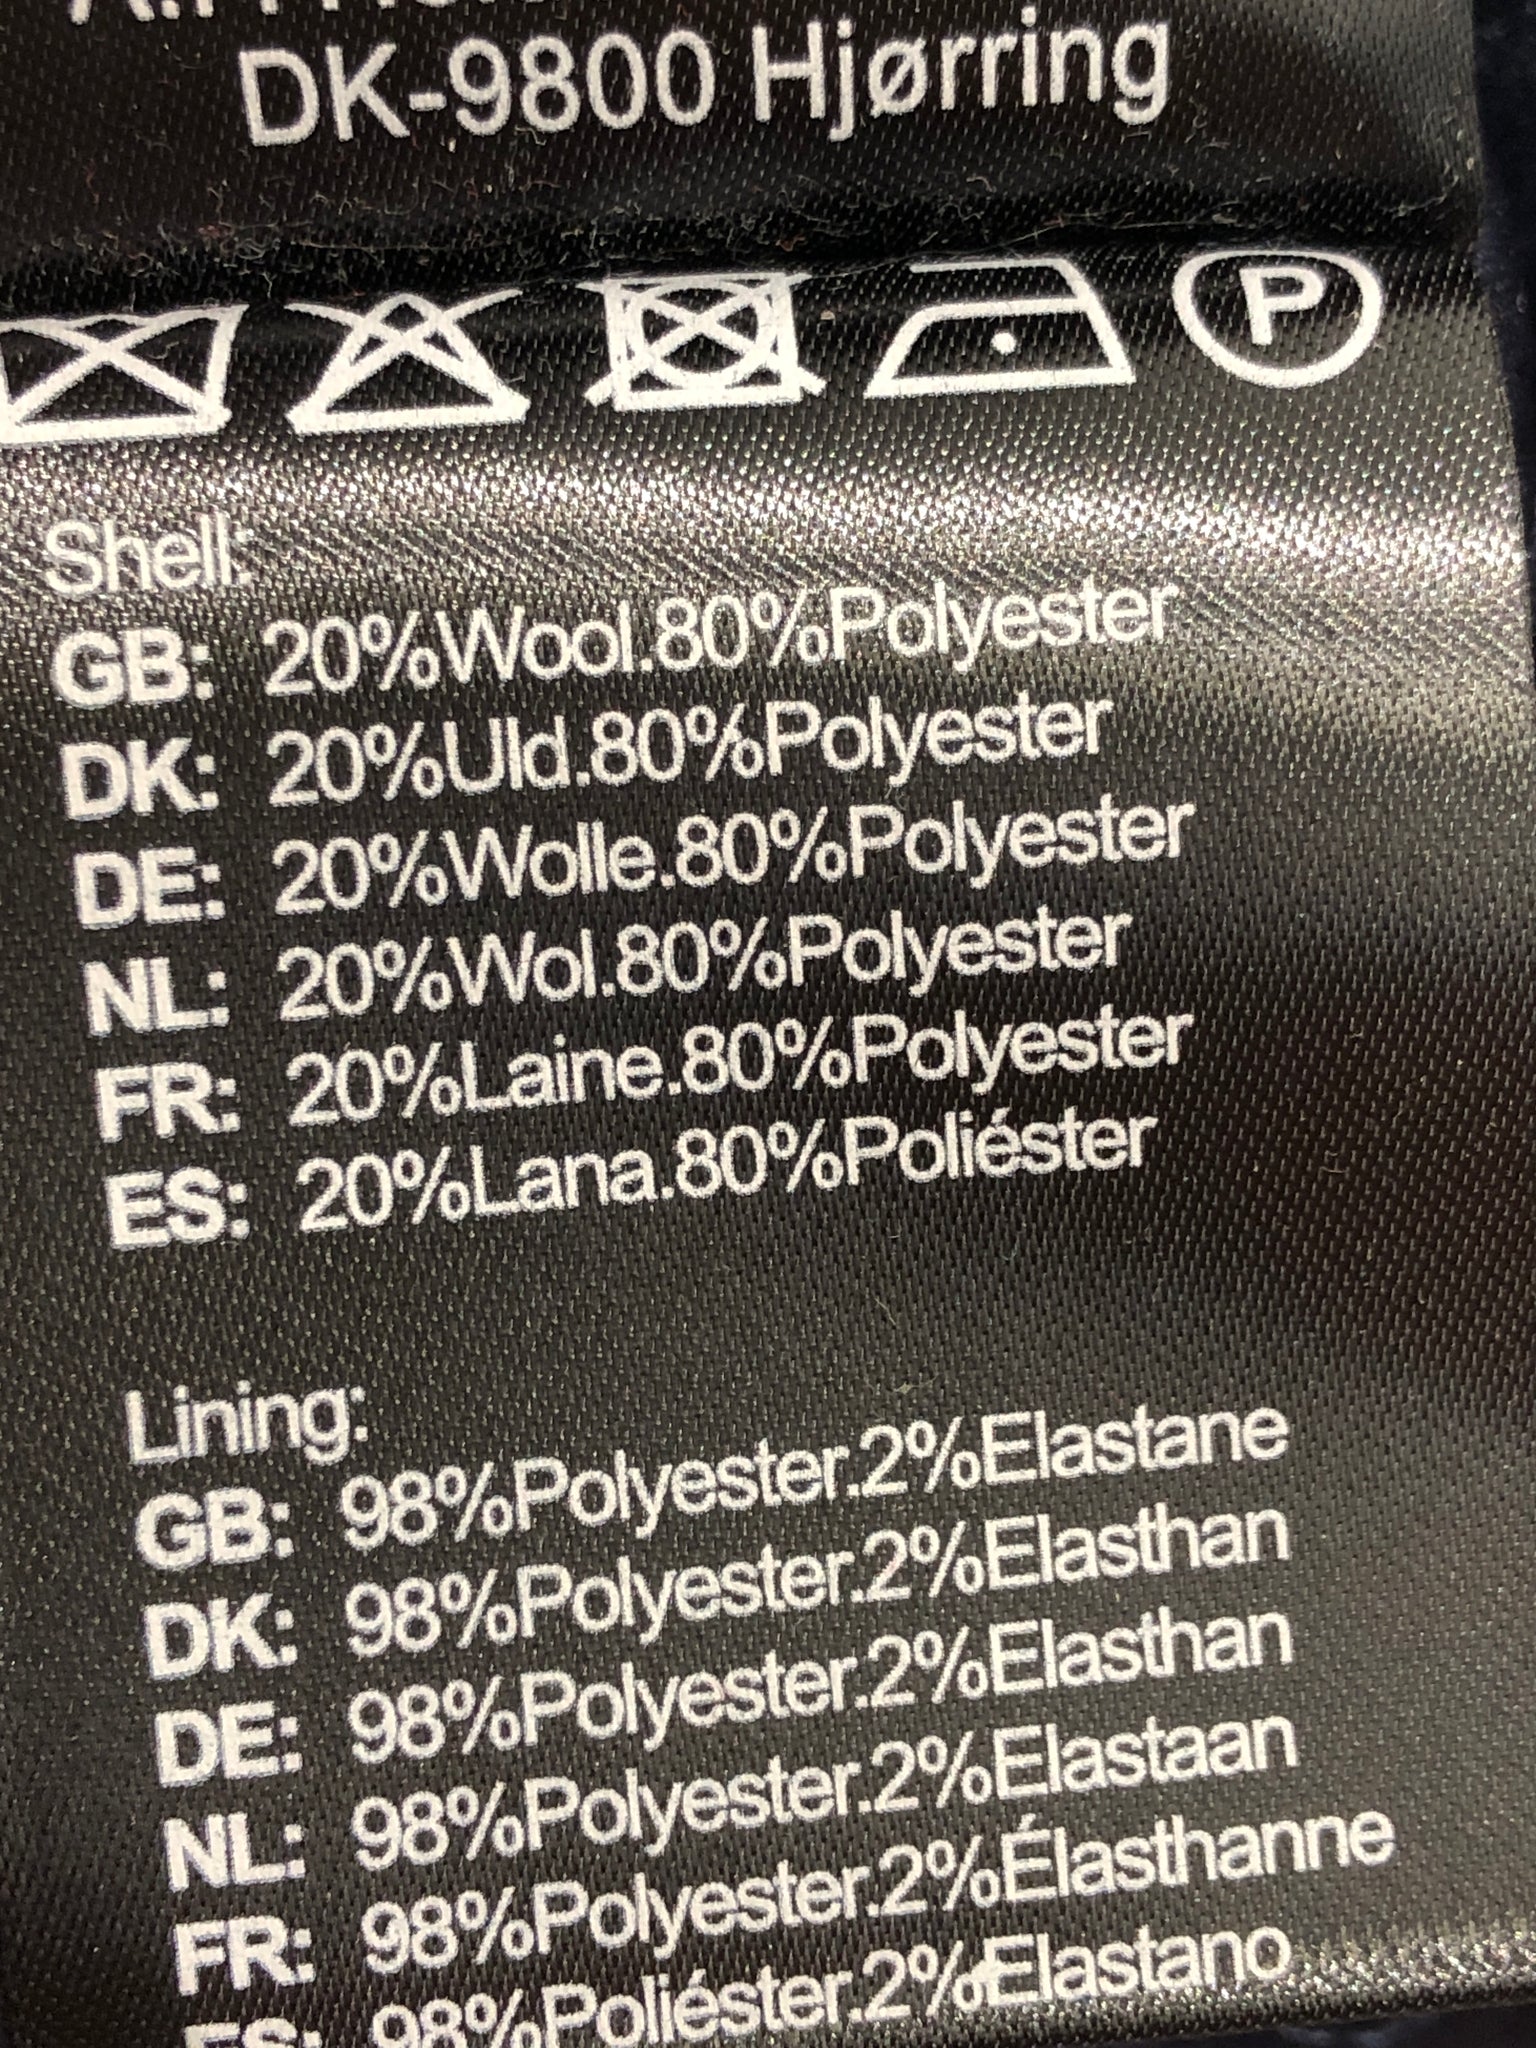 DK-9800 Hjørring
P
Shell:
GB: 20%Wool.80%Polyester
DK: 20%Uld.80%Polyester
DE: 20%Wolle.80%Polyester
NL: 20%Wol.80%Polyester
FR: 20%Laine.80%Polyester
ES: 20%Lana.80%Poliéster
Lining:
GB: 98%Polyester.2%Elastane
DK: 98%Polyester.2%Elasthan
DE: 98%Polyester.2%Elasthan
NL: 98%Polyester.2%Elastaan
FR: 98%Polyester.2%Élasthanne
ES: 98%Poliéster.2%Elastano